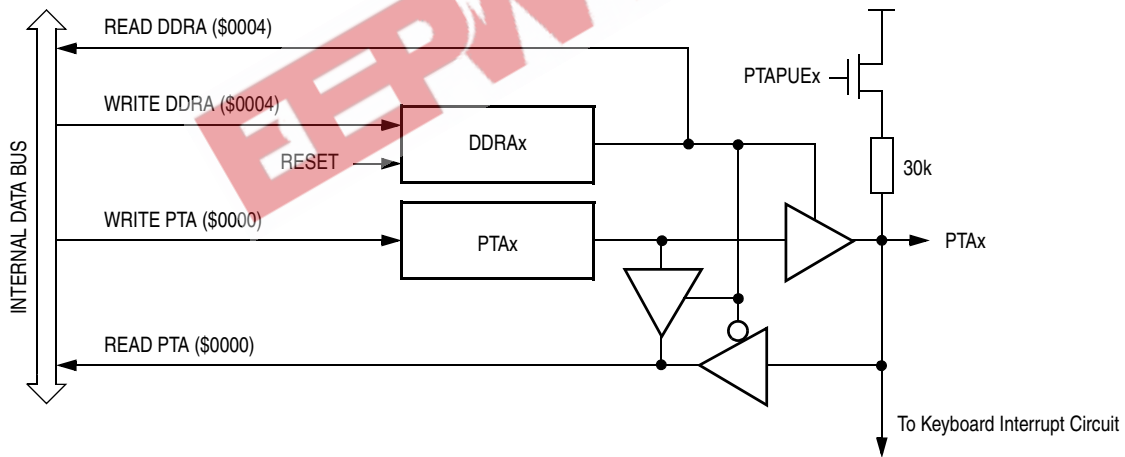 READ DDRA ($0004)
PTAPUEx
WRITE DDRA ($0004)
DDRAx
RESET
30k
WRITE PTA ($0000)
PTAx
PTAx
INTERNAL DATA BUS
READ PTA ($0000)
To Keyboard Interrupt Circuit
EEPW